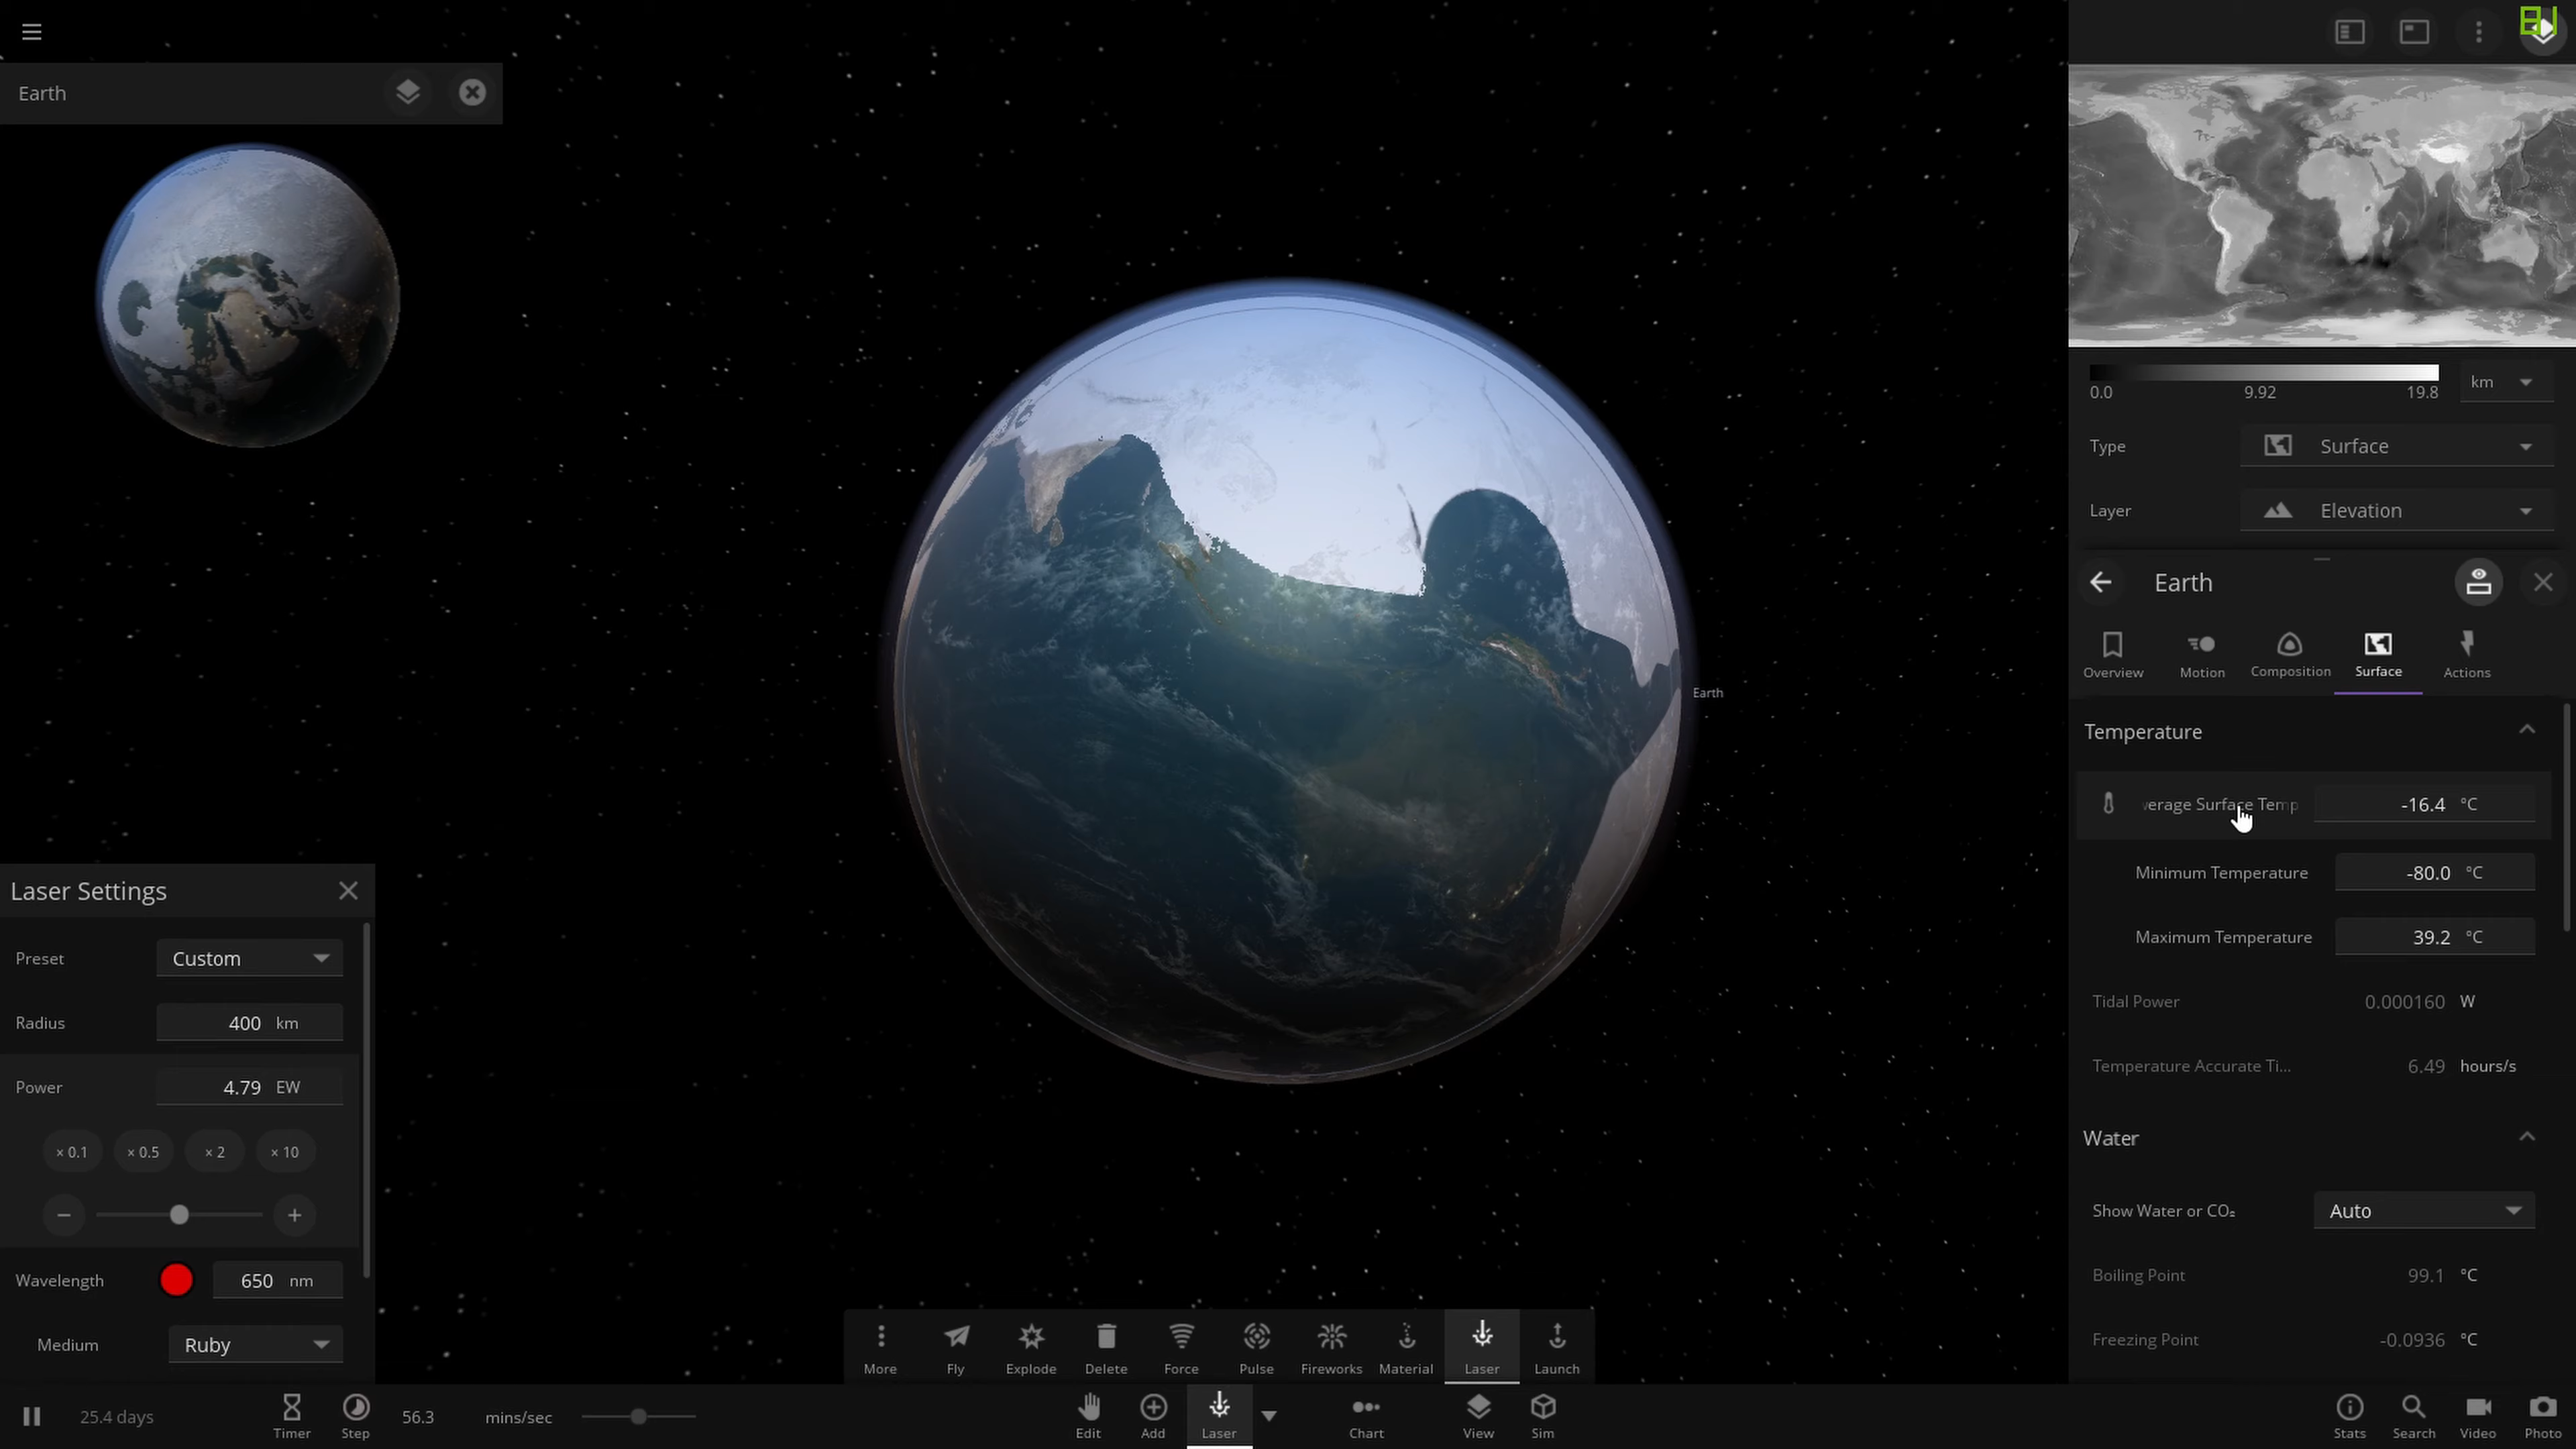 81
Earth
0.0 9.92 19.8 km
Type Surface
Layer Elevation
Earth
Overview Motion Composition Surface Actions
Earth
Temperature
verage Surface Temp -16.4 °C
Minimum Temperature -80.0 °C
Maximum Temperature 39.2 °C
Tidal Power 0.000160 W
Temperature Accurate Ti... 6.49 hours/s
Water
Show Water or CO₂ Auto
Boiling Point 99.1 °C
Freezing Point -0.0936 °C
Laser Settings
Preset Custom
Radius 400 km
Power 4.79 EW
× 0.1 × 0.5 × 2 × 10
Wavelength 650 nm
Medium Ruby
More Fly Explode Delete Force Pulse Fireworks Material Laser Launch
25.4 days Timer Step 56.3 mins/sec Edit Add Laser Chart View Sim Stats Search Video Photo